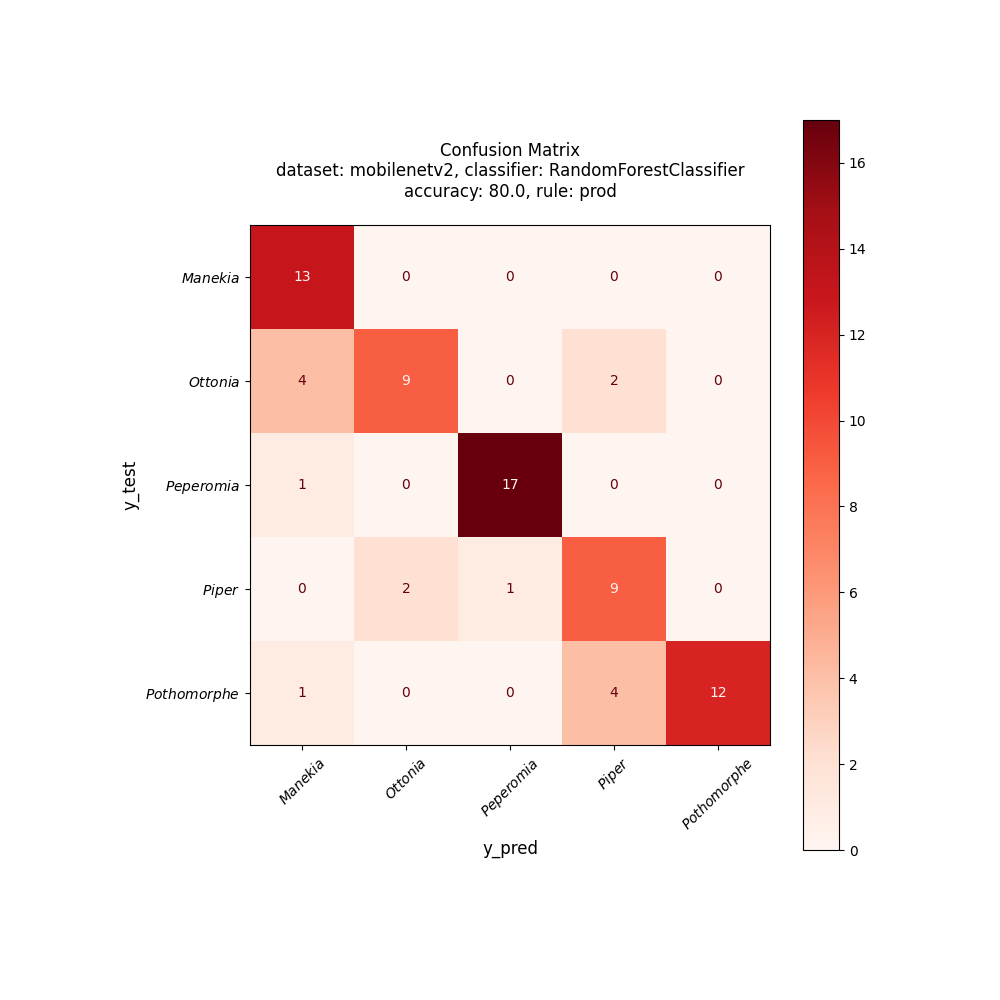 Confusion Matrix
dataset: mobilenetv2, classifier: RandomForestClassifier
accuracy: 80.0, rule: prod
Manekia 13 0 0 0 0
Ottonia 4 9 0 2 0
Peperomia 1 0 17 0 0
Piper 0 2 1 9 0
Pothomorphe 1 0 0 4 12
Manekia Ottonia Peperomia Piper Pothomorphe
y_pred
y_test
16
14
12
10
8
6
4
2
0